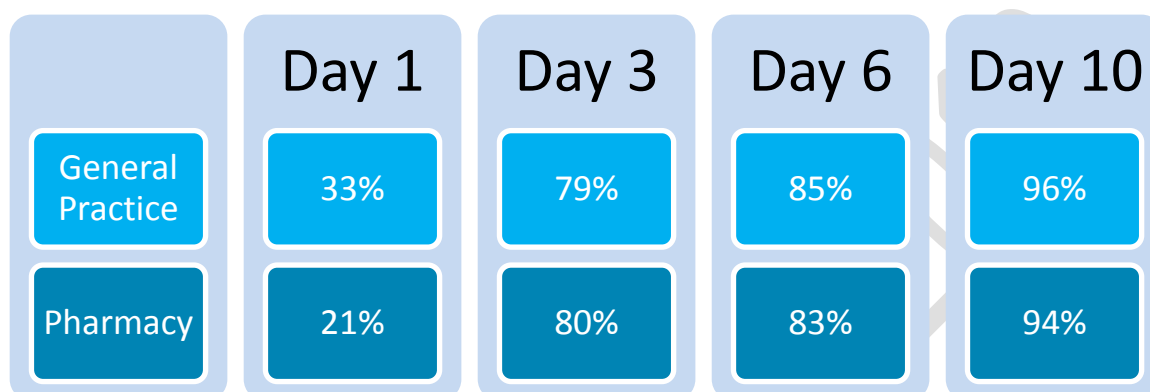 Day 1 Day 3 Day 6 Day 10
General
Practice
33% 79% 85% 96%
Pharmacy 21% 80% 83% 94%